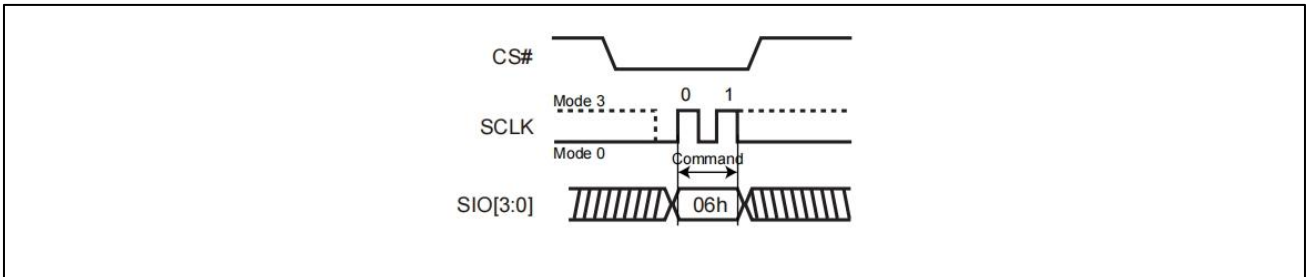 CS#
Mode 3
0 1
SCLK
Mode 0
Command
SIO[3:0]
06h